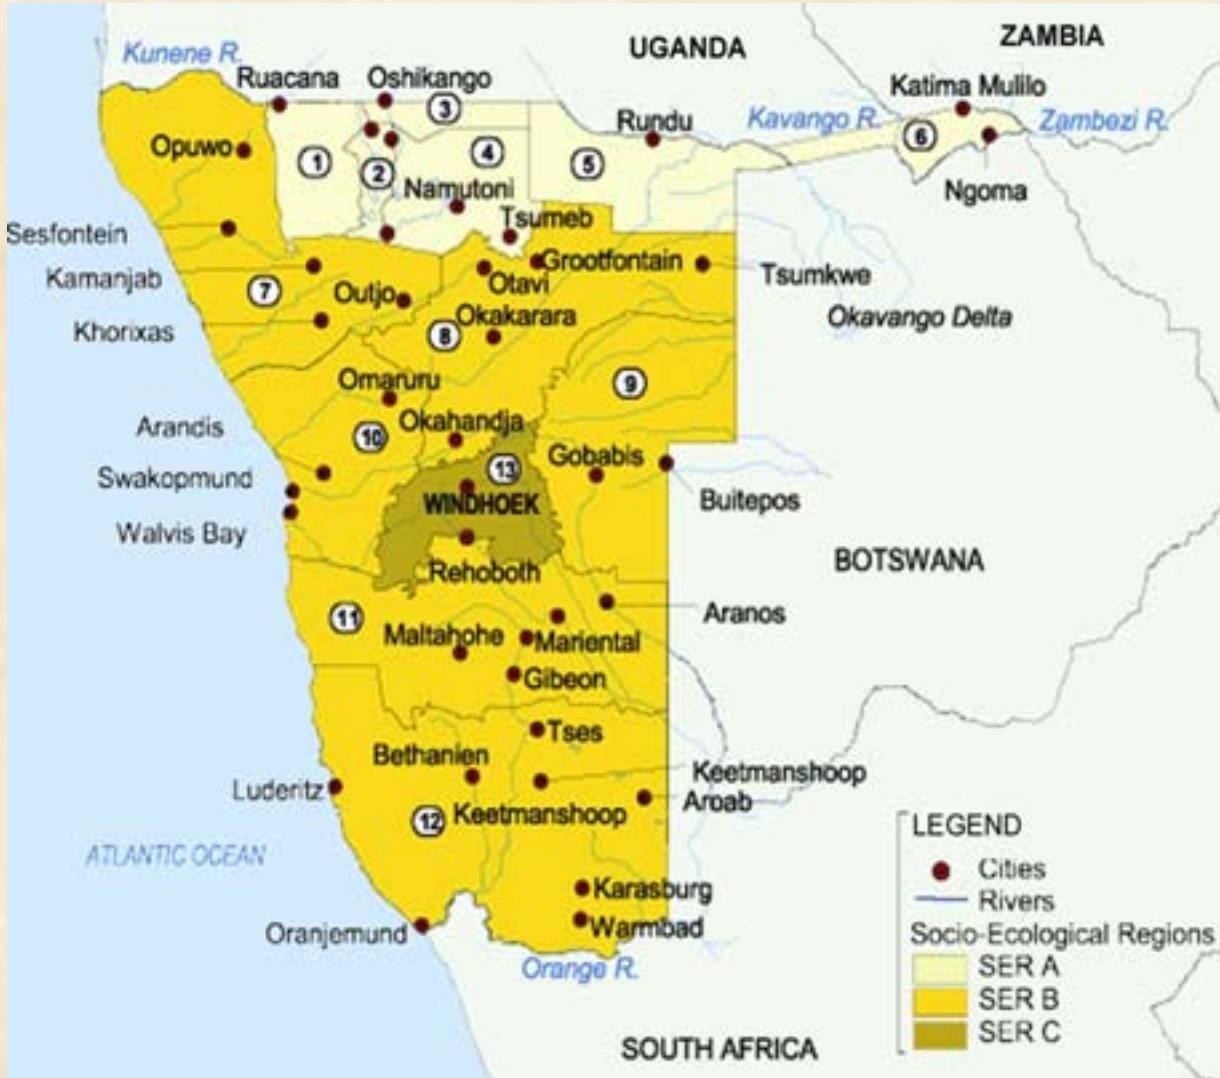 Kunene R.
UGANDA
ZAMBIA
Ruacana
Oshikango
Katima Mulilo
3
Rundu
Kavango R.
Zambezi R.
Opuwo
1
2
4
5
6
Namutoni
Ngoma
Tsumeb
Sesfontein
Grootfontain
Kamanjab
Otavi
Tsumkwe
7
Outjo
Khorixas
Okakarara
Okavango Delta
8
Omaruru
9
Arandis
Okahandja
10
Swakopmund
13
Gobabis
WINDHOEK
Buitepos
Walvis Bay
BOTSWANA
Rehoboth
11
Aranos
Maltahohe
Mariental
Gibeon
Tses
Bethanien
Keetmanshoop
Luderitz
Aroab
12
Keetmanshoop
ATLANTIC OCEAN
Karasburg
Oranjemund
Warmbad
Orange R.
SOUTH AFRICA
LEGEND
Cities
Rivers
Socio-Ecological Regions
SER A
SER B
SER C